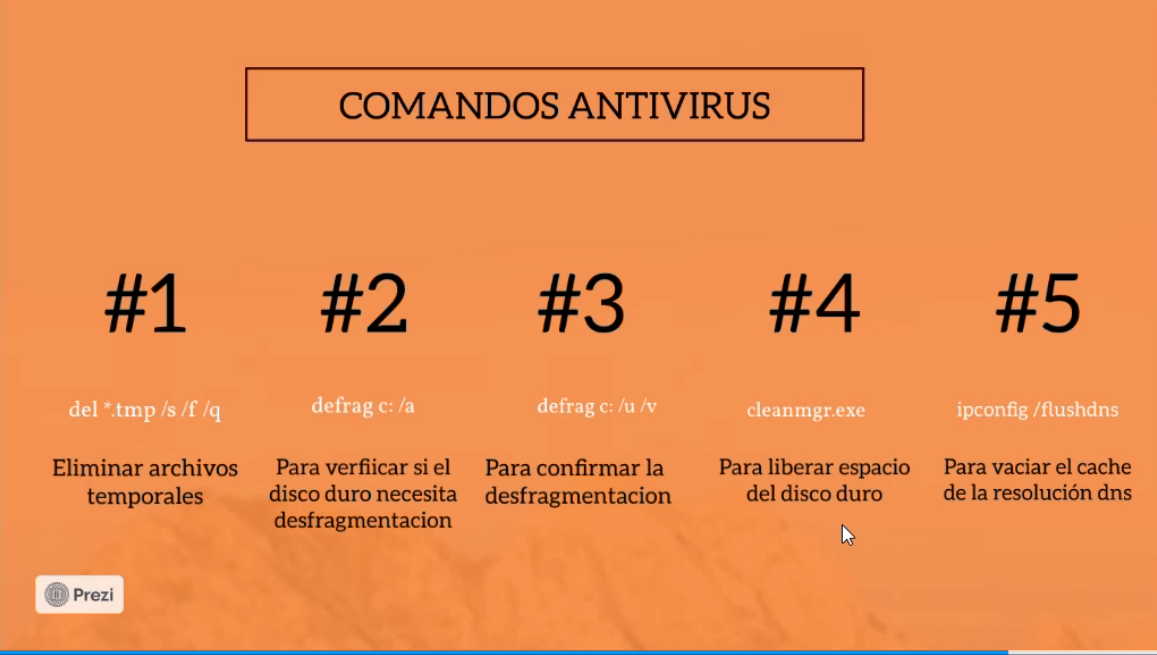 COMANDOS ANTIVIRUS
#1
del *.tmp /s /f /q
Eliminar archivos
temporales
#2
defrag c: /a
Para verfiicar si el
disco duro necesita
desfragmentacion
#3
defrag c: /u /v
Para confirmar la
desfragmentacion
#4
cleanmgr.exe
Para liberar espacio
del disco duro
#5
ipconfig /flushdns
Para vaciar el cache
de la resolución dns
Prezi